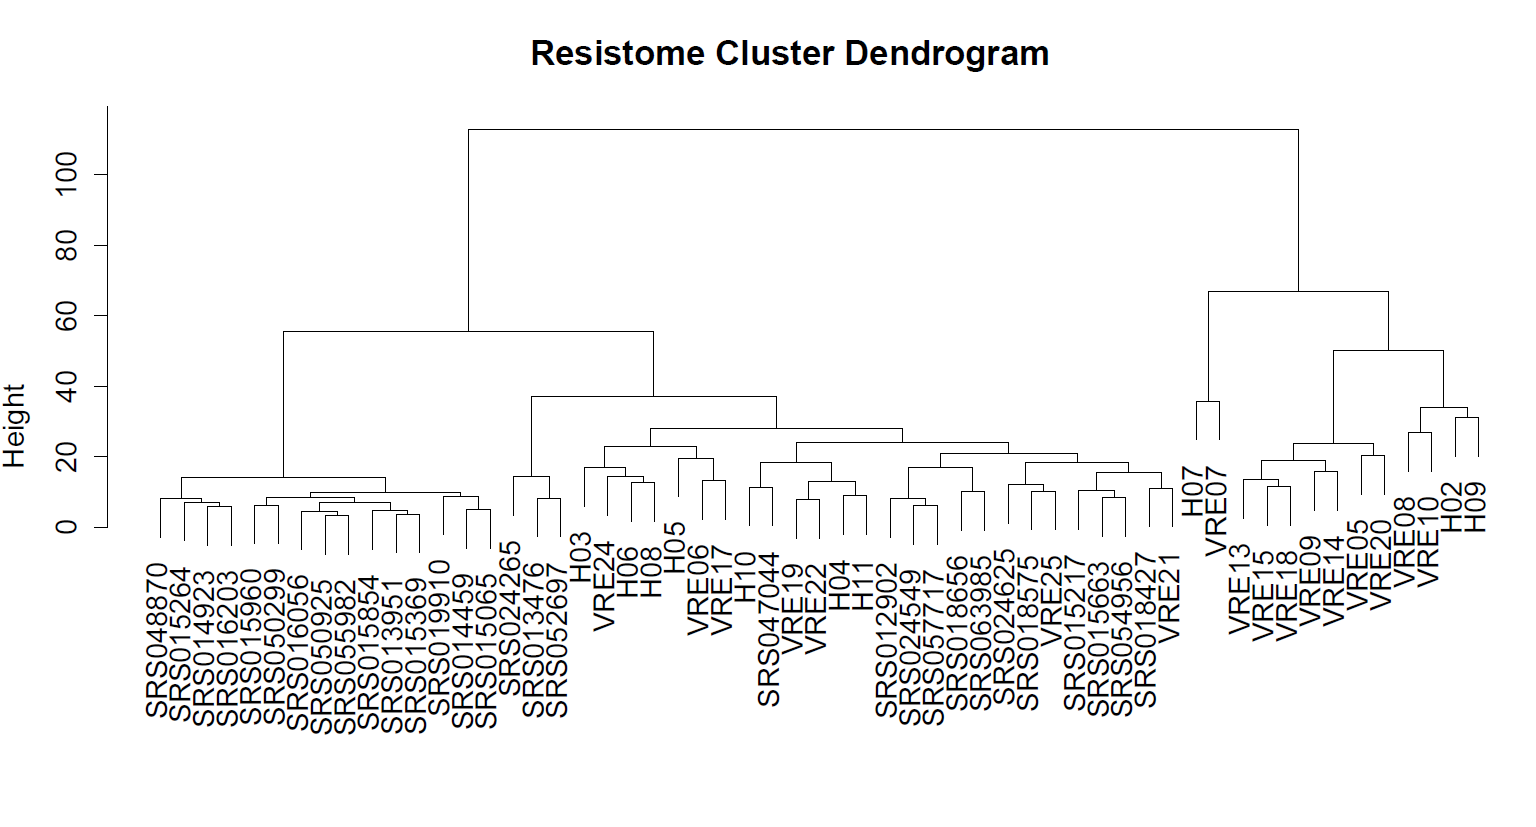 Resistome Cluster Dendrogram
Height
0
20
40
60
80
100
SRS048870
SRS015264
SRS014923
SRS016203
SRS015960
SRS050299
SRS016056
SRS050925
SRS055982
SRS015854
SRS013951
SRS015369
SRS019910
SRS014459
SRS015065
SRS024265
SRS013476
SRS052697
H03
VRE24
H06
H08
H05
VRE06
VRE17
H10
SRS047044
VRE19
VRE22
H04
H11
SRS012902
SRS024549
SRS057717
SRS018656
SRS063985
SRS024625
SRS018575
VRE25
SRS015217
SRS015663
SRS054956
SRS018427
VRE21
H07
VRE07
VRE13
VRE15
VRE18
VRE09
VRE14
VRE05
VRE20
VRE08
VRE10
H02
H09